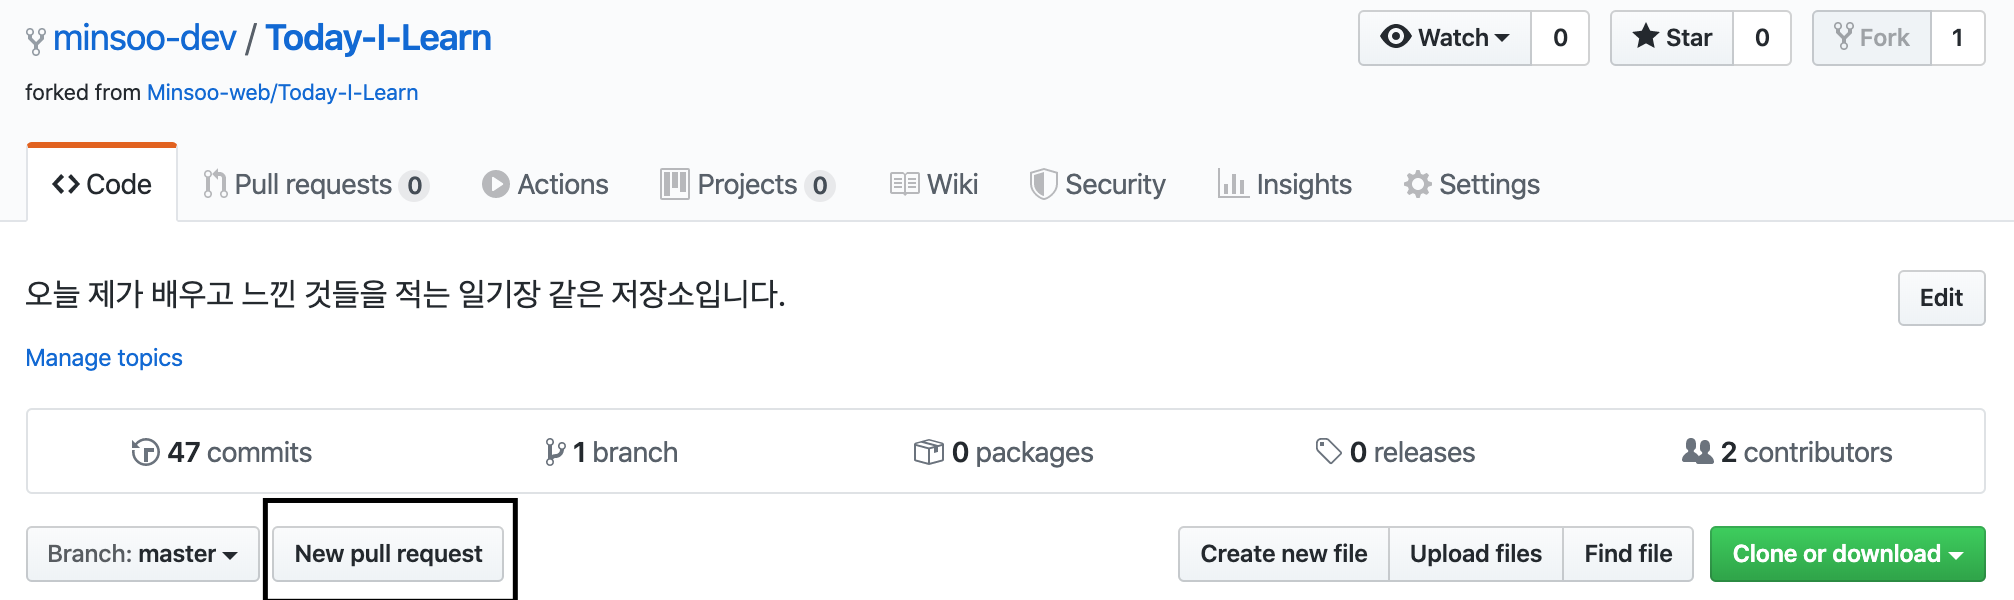 minsoo-dev / Today-I-Learn
Watch 0 Star 0 Fork 1
forked from Minsoo-web/Today-I-Learn
Code Pull requests 0 Actions Projects 0 Wiki Security Insights Settings
오늘 제가 배우고 느낀 것들을 적는 일기장 같은 저장소입니다.
Edit
Manage topics
47 commits 1 branch 0 packages 0 releases 2 contributors
Branch: master New pull request Create new file Upload files Find file Clone or download